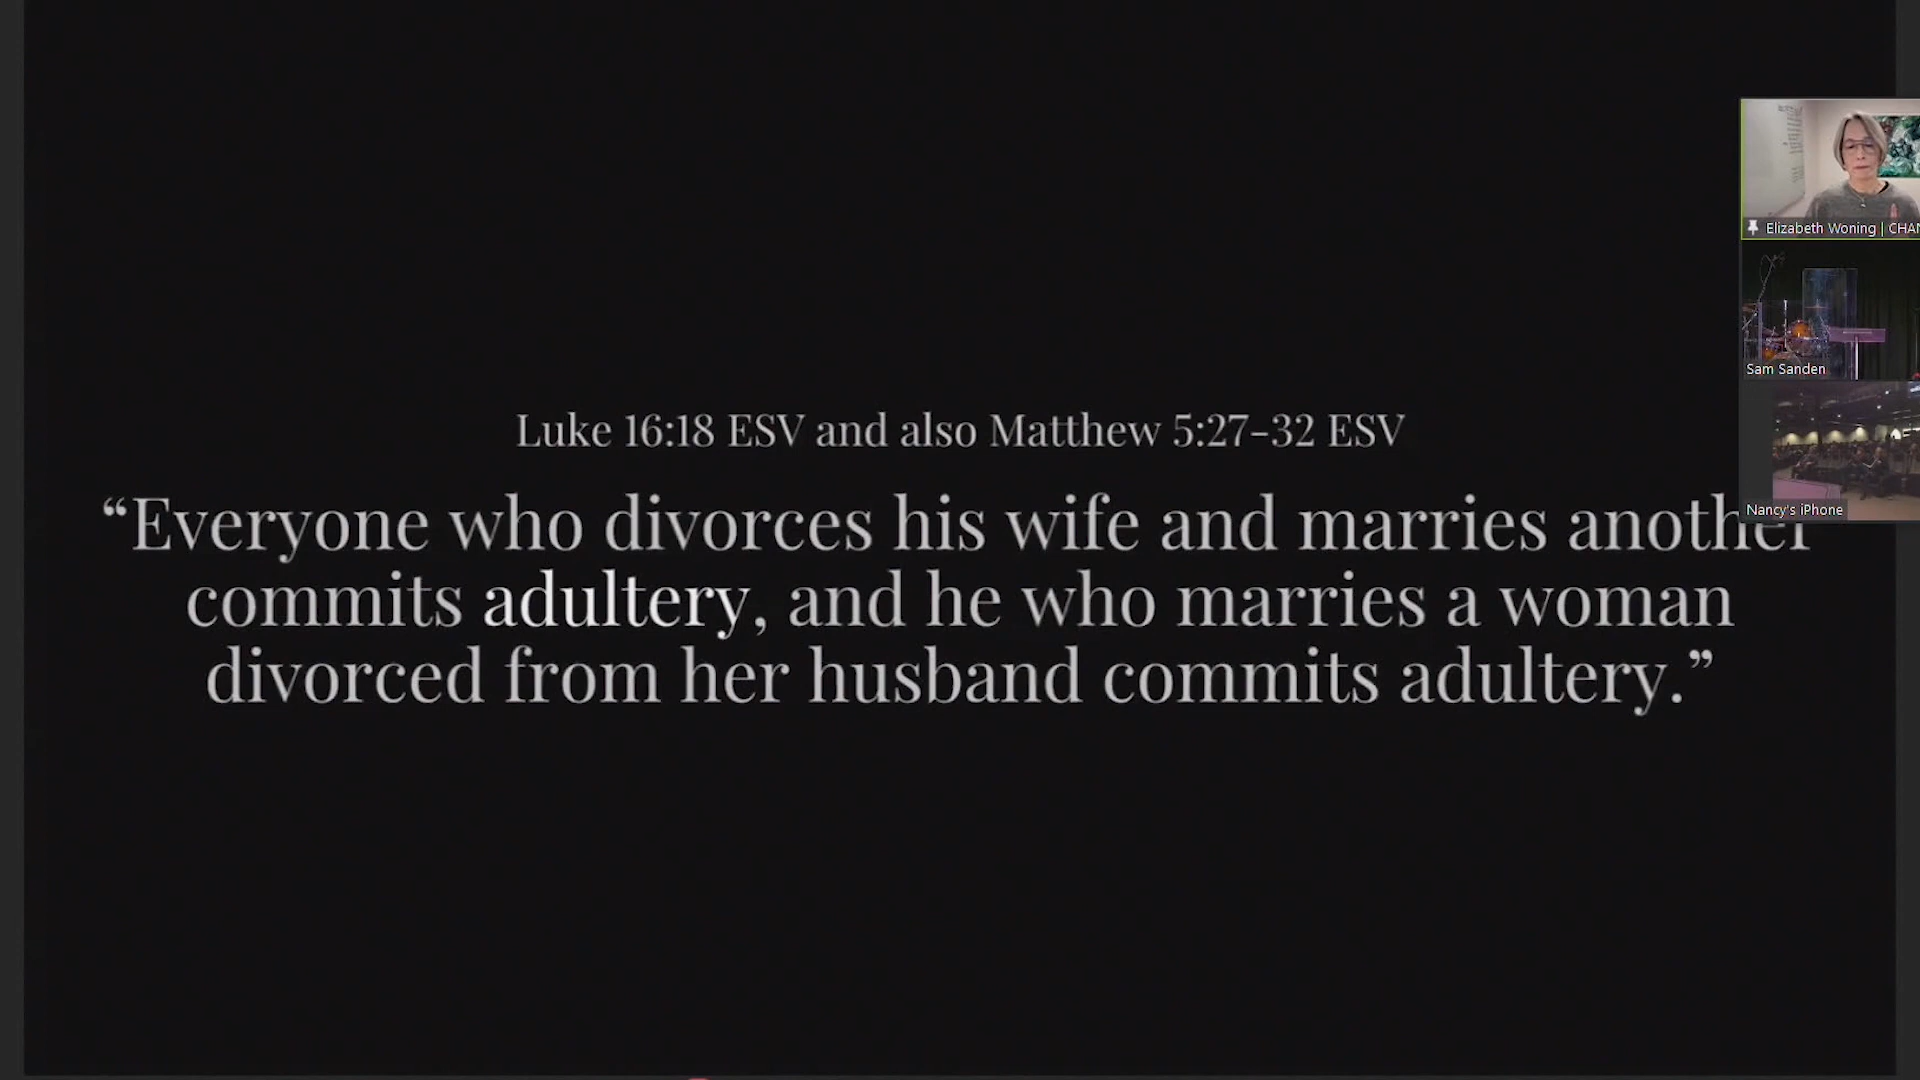 Luke 16:18 ESV and also Matthew 5:27-32 ESV
“Everyone who divorces his wife and marries another
commits adultery, and he who marries a woman
divorced from her husband commits adultery.”
Elizabeth Woning | CHAN
Sam Sanden
Nancy's iPhone